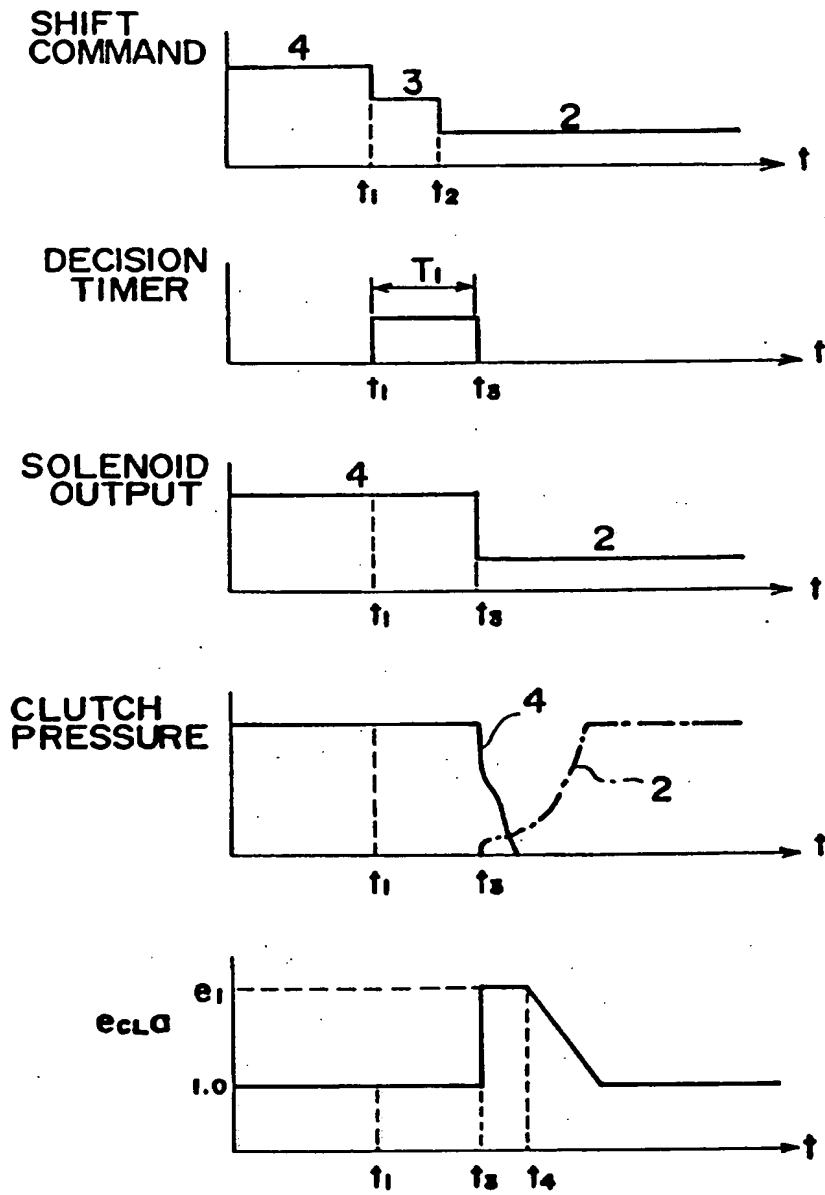 SHIFT
COMMAND
4
3
2
t
t1
t2
DECISION
TIMER
T1
t
t1
t3
SOLENOID
OUTPUT
4
2
t
t1
t3
CLUTCH
PRESSURE
4
2
t
t1
t3
e1
eCLa
1.0
t
t1
t3
t4